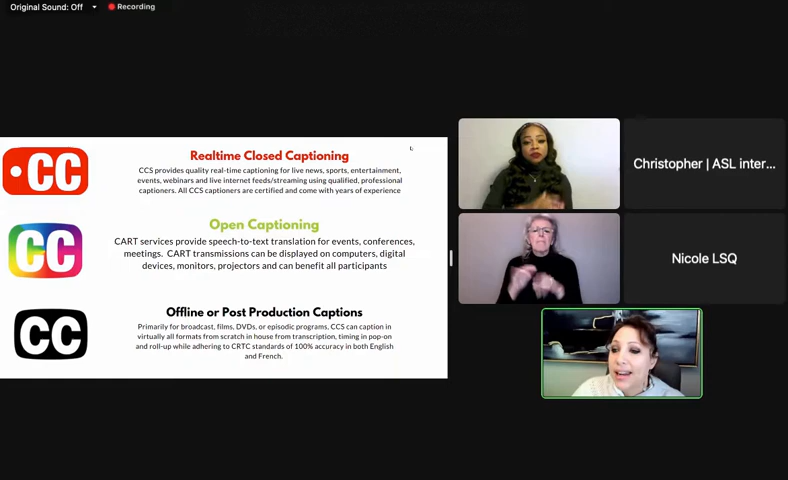 Original Sound: Off
Recording
CC
Realtime Closed Captioning
CCS provides quality real-time captioning for live news, sports, entertainment,
events, webinars and live internet feeds/streaming using qualified, professional
captioners. All CCS captioners are certified and come with years of experience
CC
Open Captioning
CART services provide speech-to-text translation for events, conferences,
meetings. CART transmissions can be displayed on computers, digital
devices, monitors, projectors and can benefit all participants
CC
Offline or Post Production Captions
Primarily for broadcast, films, DVDs, or episodic programs, CCS can caption in
virtually all formats from scratch in house from transcription, timing in pop-on
and roll-up while adhering to CRTC standards of 100% accuracy in both English
and French.
Christopher | ASL inter...
Nicole LSQ